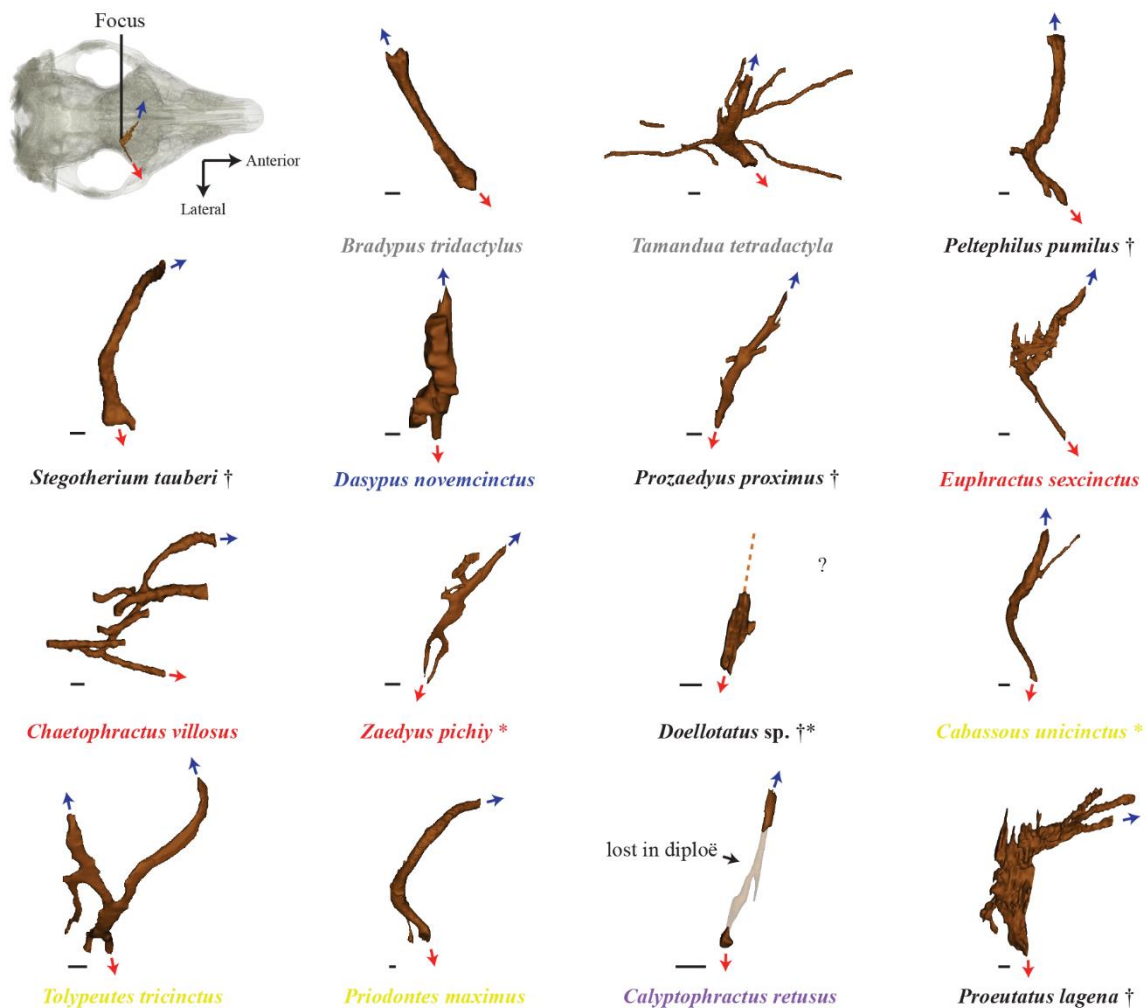 Focus
Anterior
Lateral
Bradypus tridactylus
Tamandua tetradactyla
Peltephilus pumilus †
Stegotherium tauberi †
Dasypus novemcinctus
Prozaedyus proximus †
Euphractus sexcinctus
?
Chaetophractus villosus
Zaedyus pichiy *
Doellotatus sp. †*
Cabassous unicinctus *
lost in diploë
Tolypeutes tricinctus
Priodontes maximus
Calyptophractus retusus
Proeutatus lagena †